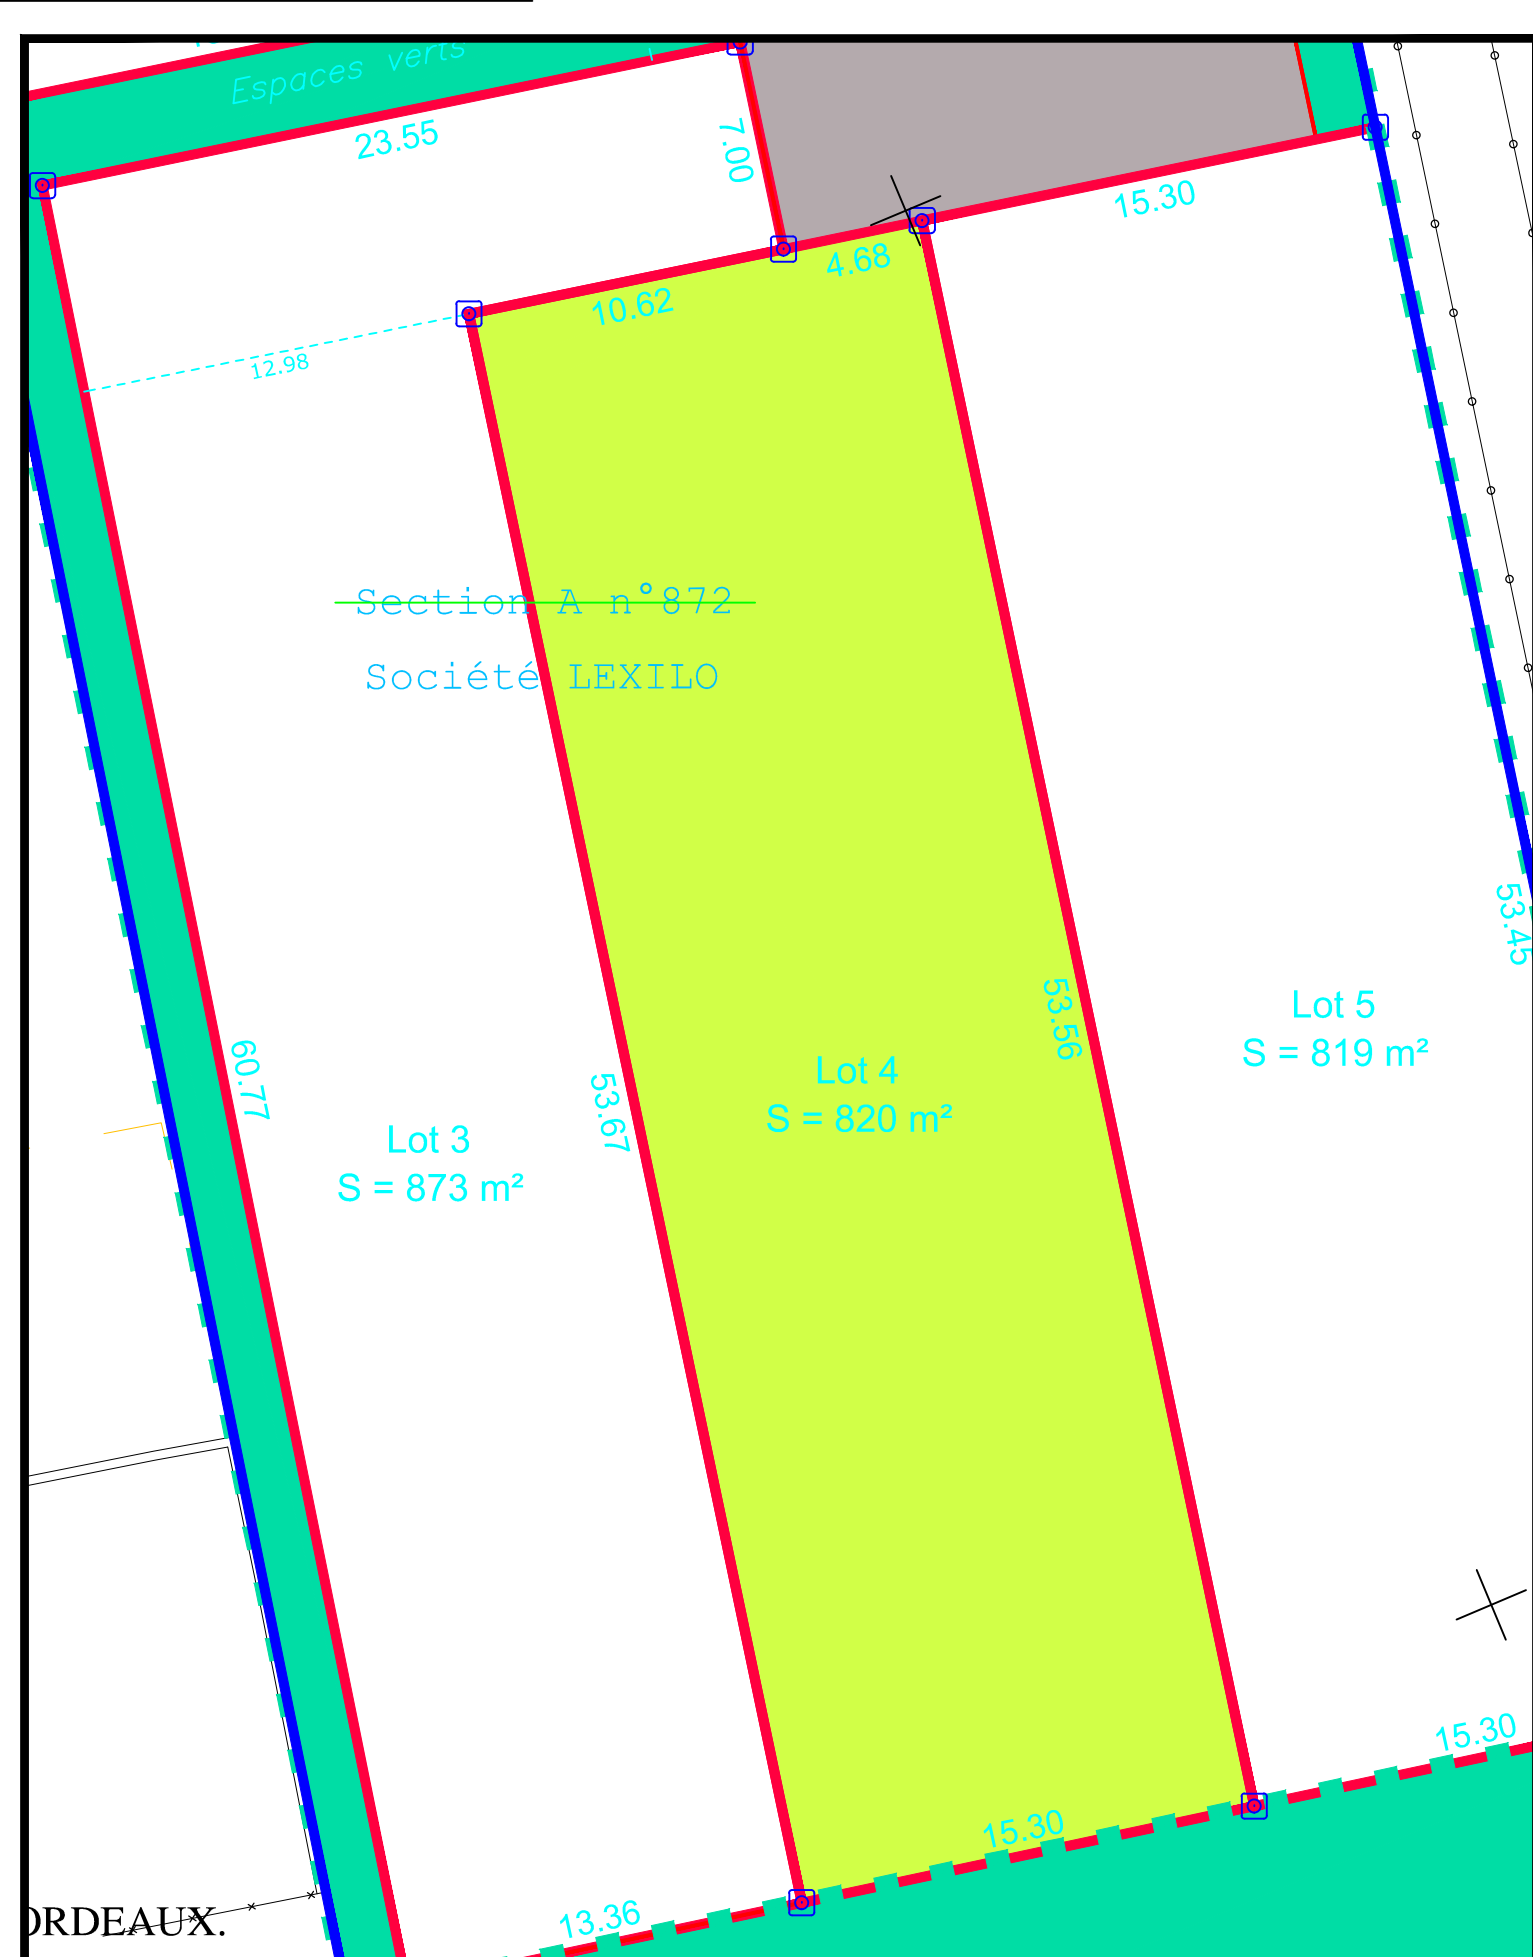 Espaces verts
23.55
7.00
15.30
4.68
10.62
12.98
Section A n°872
Société LEXILO
53.45
53.56
Lot 5
S = 819 m²
60.77
53.67
Lot 4
S = 820 m²
Lot 3
S = 873 m²
15.30
15.30
13.36
ORDEAUX.